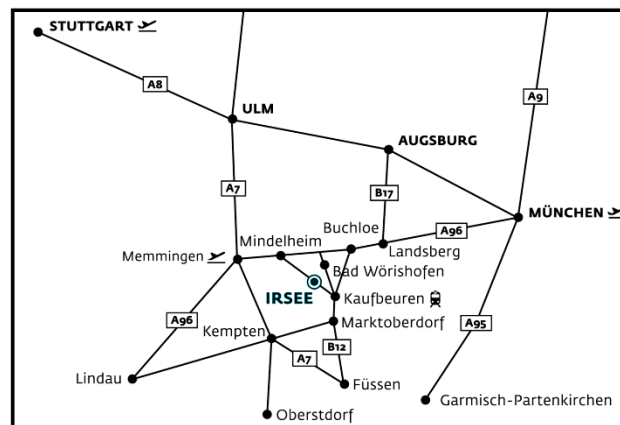 STUTTGART
A8
A9
ULM
AUGSBURG
A7
B17
MÜNCHEN
Buchloe
A96
Mindelheim
Landsberg
Memmingen
Bad Wörishofen
IRSEE
Kaufbeuren
A96
Marktoberdorf
A95
Kempten
B12
A7
Lindau
Füssen
Garmisch-Partenkirchen
Oberstdorf